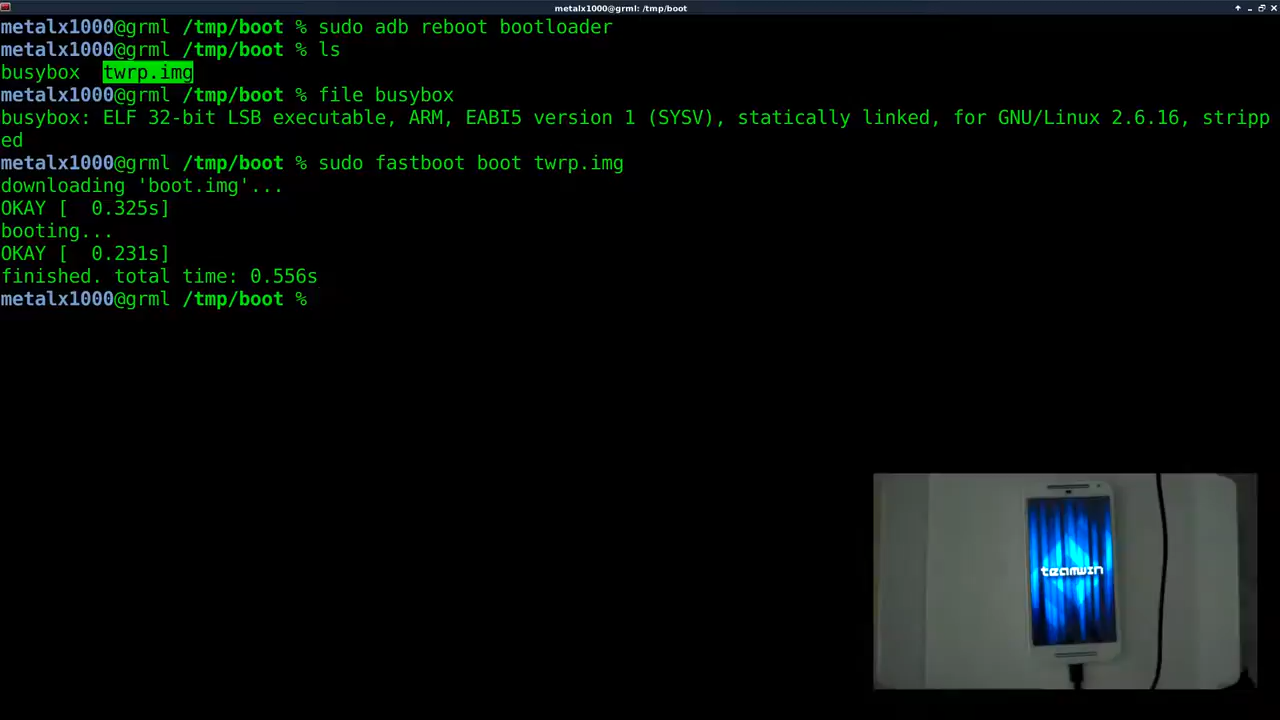 metalx1000@grml: /tmp/boot
metalx1000@grml /tmp/boot % sudo adb reboot bootloader
metalx1000@grml /tmp/boot % ls
busybox  twrp.img
metalx1000@grml /tmp/boot % file busybox
busybox: ELF 32-bit LSB executable, ARM, EABI5 version 1 (SYSV), statically linked, for GNU/Linux 2.6.16, stripp
ed
metalx1000@grml /tmp/boot % sudo fastboot boot twrp.img
downloading 'boot.img'...
OKAY [  0.325s]
booting...
OKAY [  0.231s]
finished. total time: 0.556s
metalx1000@grml /tmp/boot %
teamwin